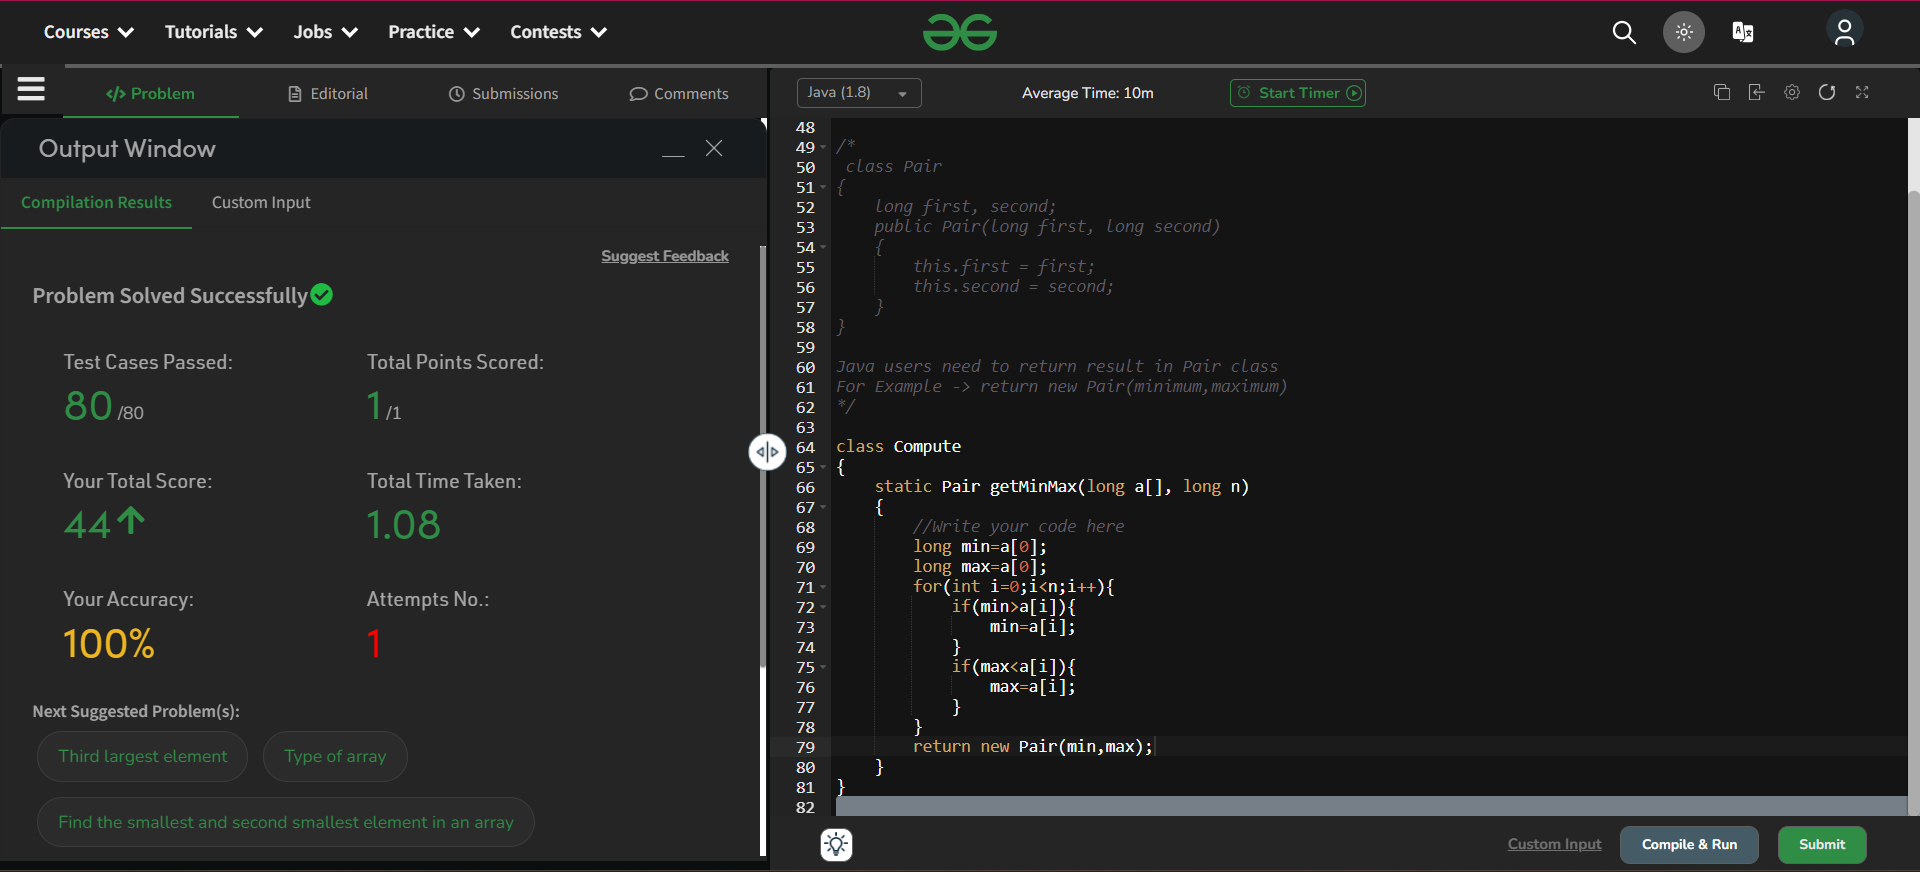 Courses Tutorials Jobs Practice Contests
</> Problem Editorial Submissions Comments
Java (1.8) Average Time: 10m Start Timer
Output Window
Compilation Results Custom Input
Suggest Feedback
Problem Solved Successfully
Test Cases Passed: Total Points Scored:
80 /80 1 /1
Your Total Score: Total Time Taken:
44 1.08
Your Accuracy: Attempts No.:
100% 1
Next Suggested Problem(s):
Third largest element Type of array
Find the smallest and second smallest element in an array
48
49 /*
50 class Pair
51 {
52 long first, second;
53 public Pair(long first, long second)
54 {
55 this.first = first;
56 this.second = second;
57 }
58 }
59
60 Java users need to return result in Pair class
61 For Example -> return new Pair(minimum,maximum)
62 */
63
64 class Compute
65 {
66 static Pair getMinMax(long a[], long n)
67 {
68 //Write your code here
69 long min=a[0];
70 long max=a[0];
71 for(int i=0;i<n;i++){
72 if(min>a[i]){
73 min=a[i];
74 }
75 if(max<a[i]){
76 max=a[i];
77 }
78 }
79 return new Pair(min,max);
80 }
81 }
82
Custom Input Compile & Run Submit